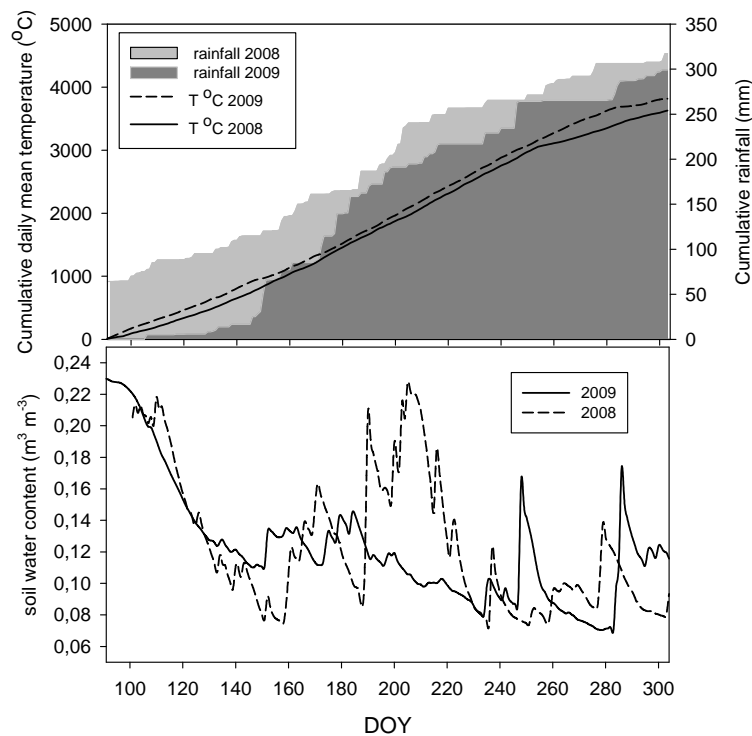 Cumulative daily mean temperature (°C)
5000
4000
3000
2000
1000
0
rainfall 2008
rainfall 2009
T °C 2009
T °C 2008
350
300
250
200
150
100
50
0
Cumulative rainfall (mm)
soil water content (m³ m⁻³)
0,24
0,22
0,20
0,18
0,16
0,14
0,12
0,10
0,08
0,06
2009
2008
100 120 140 160 180 200 220 240 260 280 300
DOY